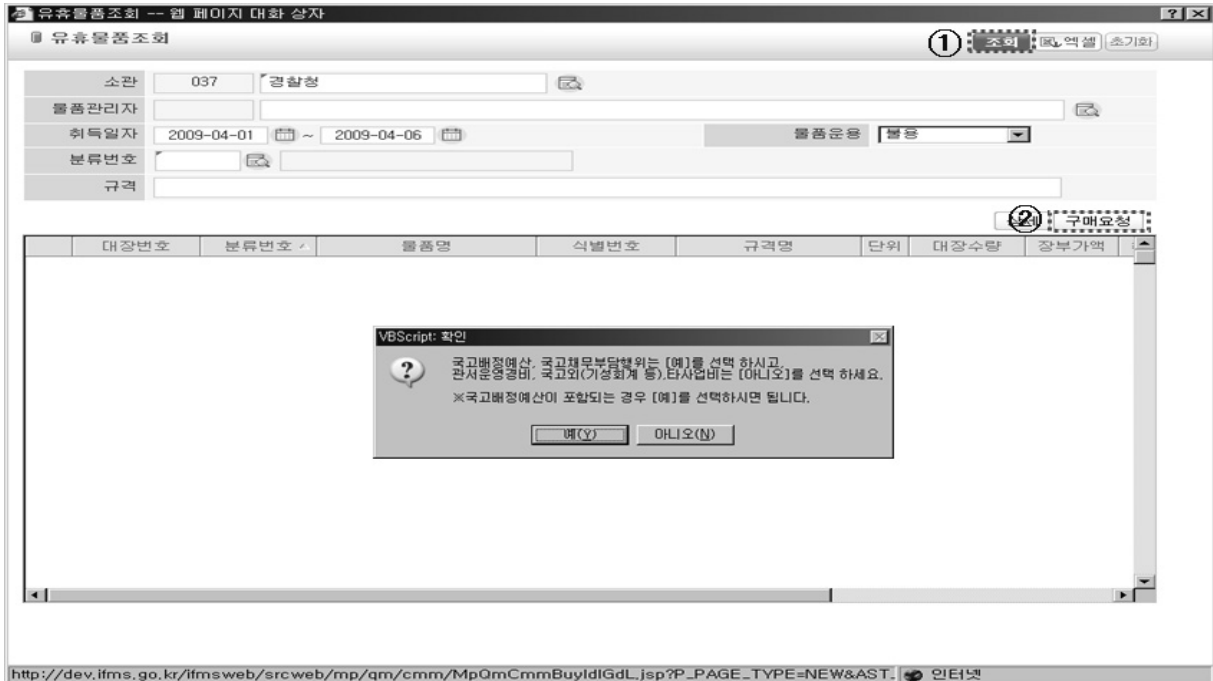 유휴물품조회 -- 웹 페이지 대화 상자
유휴물품조회
① 조회 엑셀 초기화
소관 037 경찰청
물품관리자
취득일자 2009-04-01 ~ 2009-04-06 물품운용 불용
분류번호
규격
② 구매요청
대장번호 분류번호 물품명 식별번호 규격명 단위 대장수량 장부가액
VBScript: 확인
국고배정예산, 국고채무부담행위는 [예]를 선택 하시고,
관서운영경비, 국고외(기성회계 등),타사업비는 [아니오]를 선택 하세요.
※국고배정예산이 포함되는 경우 [예]를 선택하시면 됩니다.
예(Y) 아니오(N)
http://dev.ifms.go.kr/ifmsweb/srcweb/mp/qm/cmm/MpQmCmmBuyIdlGdL.jsp?P_PAGE_TYPE=NEW&AST. 인터넷